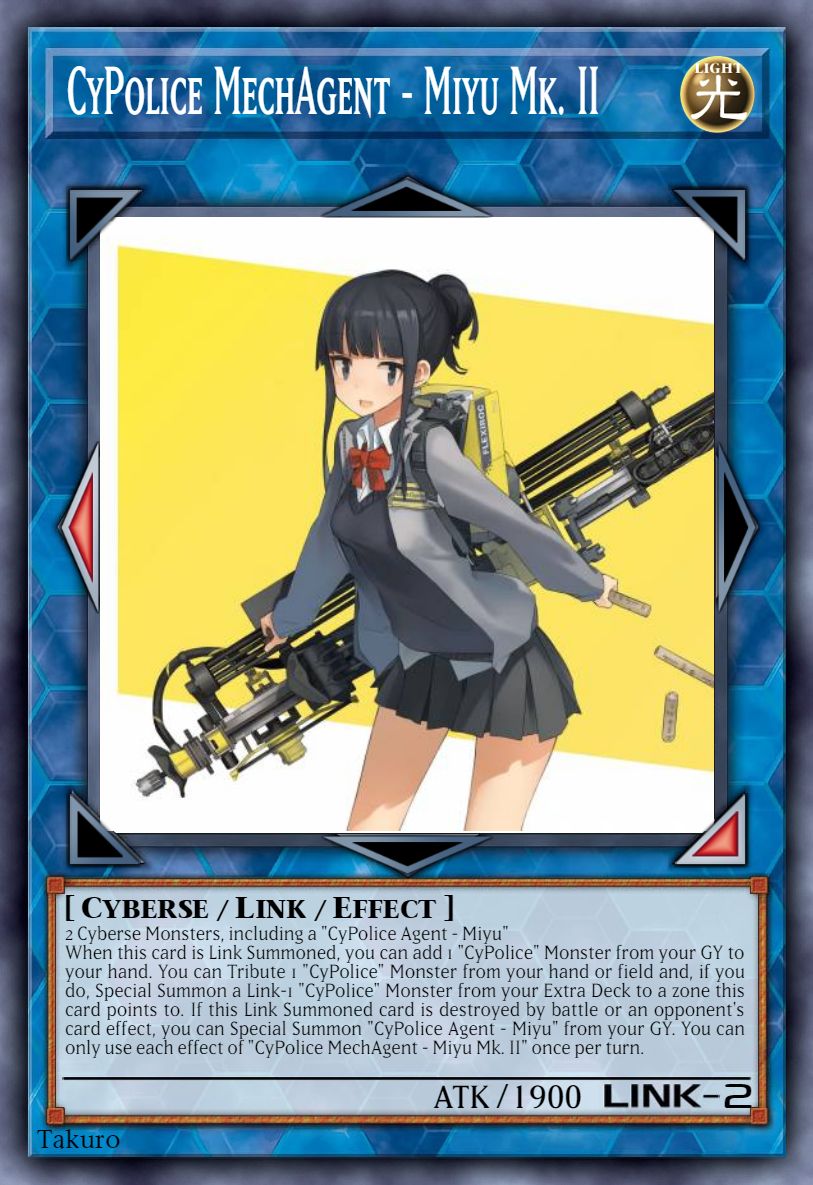 CyPolice MechAgent - Miyu Mk. II
LIGHT
光
FLEXIROC
[ Cyberse / Link / Effect ]
2 Cyberse Monsters, including a "CyPolice Agent - Miyu"
When this card is Link Summoned, you can add 1 "CyPolice" Monster from your GY to
your hand. You can Tribute 1 "CyPolice" Monster from your hand or field and, if you
do, Special Summon a Link-1 "CyPolice" Monster from your Extra Deck to a zone this
card points to. If this Link Summoned card is destroyed by battle or an opponent's
card effect, you can Special Summon "CyPolice Agent - Miyu" from your GY. You can
only use each effect of "CyPolice MechAgent - Miyu Mk. II" once per turn.
ATK / 1900 LINK-2
Takuro